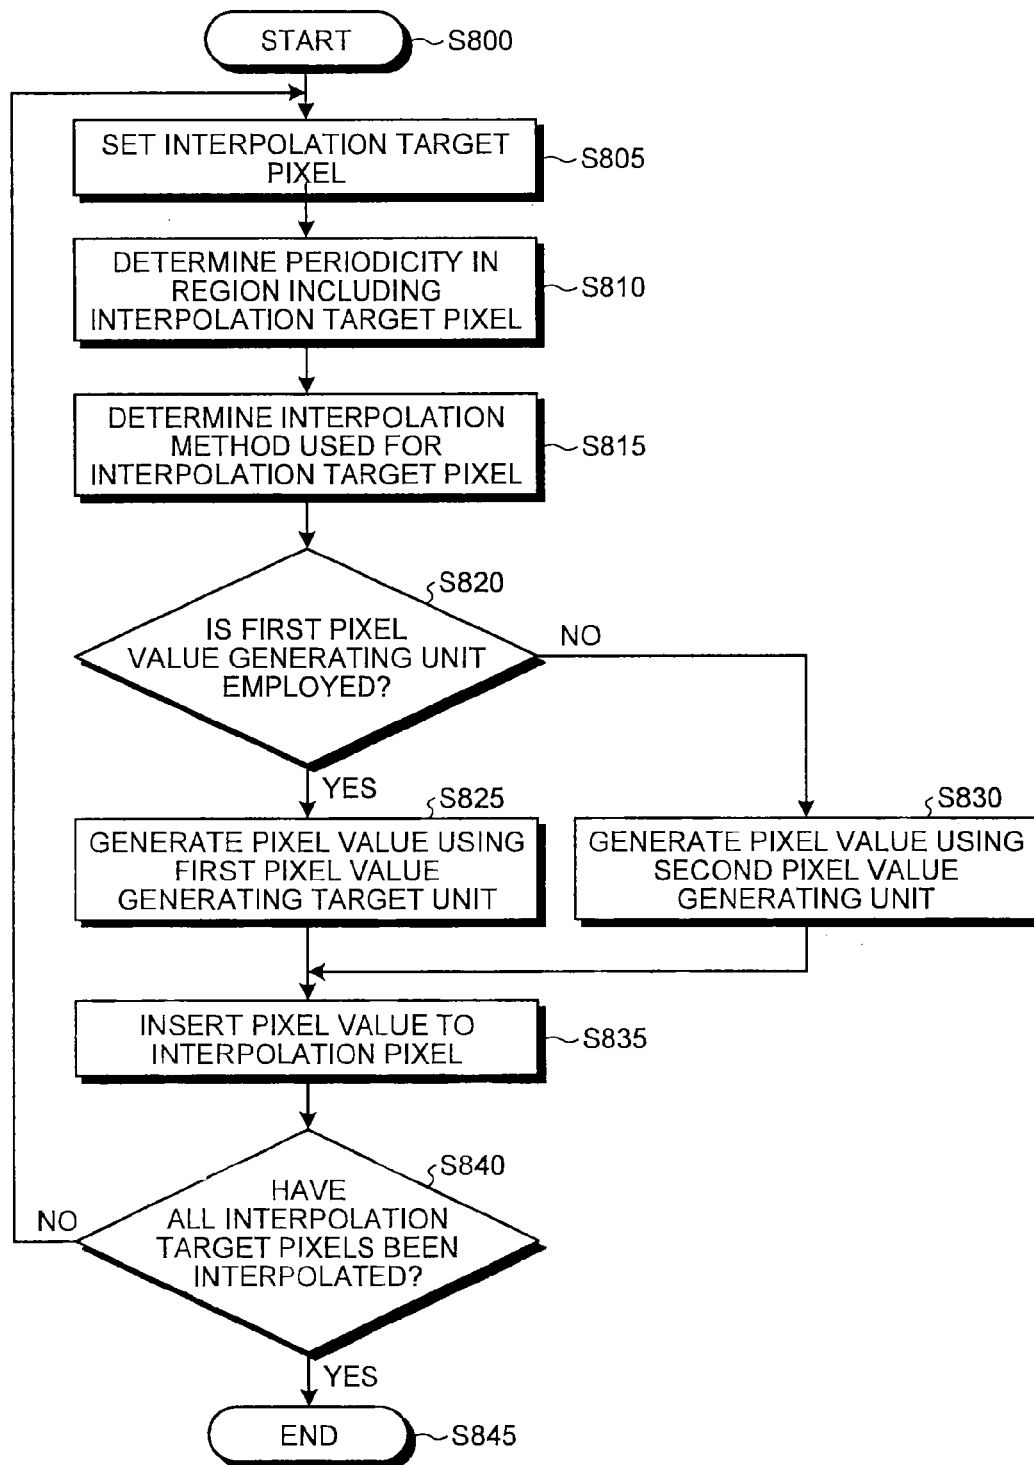 START
S800
SET INTERPOLATION TARGET
PIXEL
S805
DETERMINE PERIODICITY IN
REGION INCLUDING
INTERPOLATION TARGET PIXEL
S810
DETERMINE INTERPOLATION
METHOD USED FOR
INTERPOLATION TARGET PIXEL
S815
S820
IS FIRST PIXEL
VALUE GENERATING UNIT
EMPLOYED?
NO
YES
S825
GENERATE PIXEL VALUE USING
FIRST PIXEL VALUE
GENERATING TARGET UNIT
S830
GENERATE PIXEL VALUE USING
SECOND PIXEL VALUE
GENERATING UNIT
INSERT PIXEL VALUE TO
INTERPOLATION PIXEL
S835
S840
HAVE
ALL INTERPOLATION
TARGET PIXELS BEEN
INTERPOLATED?
NO
YES
END
S845